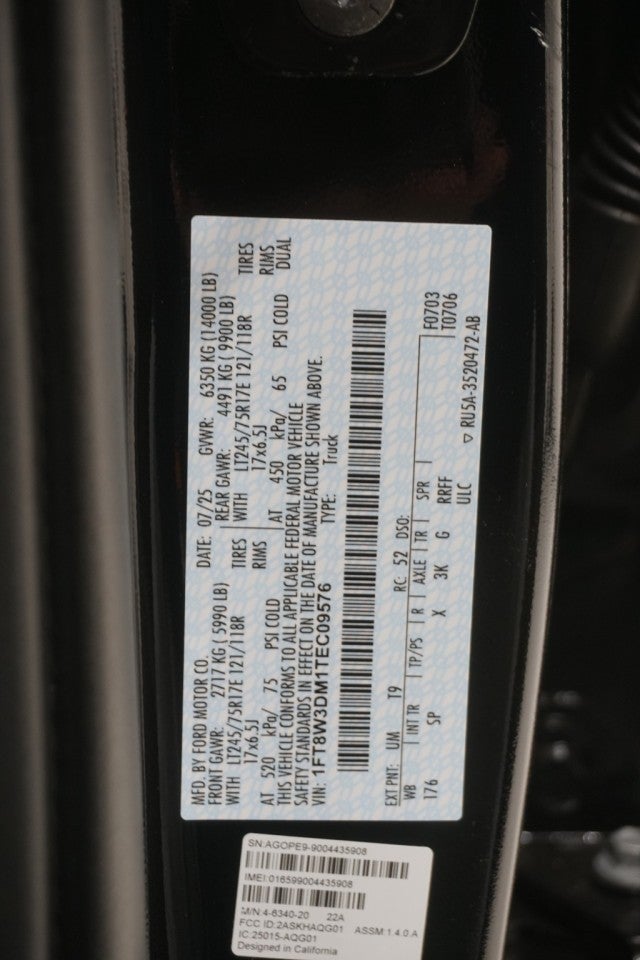 MFD. BY FORD MOTOR CO. DATE: 07/25 GVWR: 6350 KG (14000 LB)
FRONT GAWR: 2717 KG ( 5990 LB) REAR GAWR: 4491 KG ( 9900 LB)
WITH LT245/75R17E 121/118R TIRES WITH LT245/75R17E 121/118R TIRES
17x6.5J RIMS 17x6.5J RIMS
AT 520 kPa/ 75 PSI COLD AT 450 kPa/ 65 PSI COLD DUAL
THIS VEHICLE CONFORMS TO ALL APPLICABLE FEDERAL MOTOR VEHICLE
SAFETY STANDARDS IN EFFECT ON THE DATE OF MANUFACTURE SHOWN ABOVE.
VIN: 1FT8W3DM1TEC09576 TYPE: Truck
EXT PNT: UM T9 RC: 52 DSO: F0703
WB INT TR TP/PS R AXLE TR SPR T0706
176 SP X 3K G RRFF
ULC ▽ RU5A-3520472-AB
SN:AGOPE9-9004435908
IMEI:016599004435908
M/N:4-6340-20 22A
FCC ID:2ASKHAQG01 ASSM 1.4.0.A
IC:25015-AQG01
Designed in California